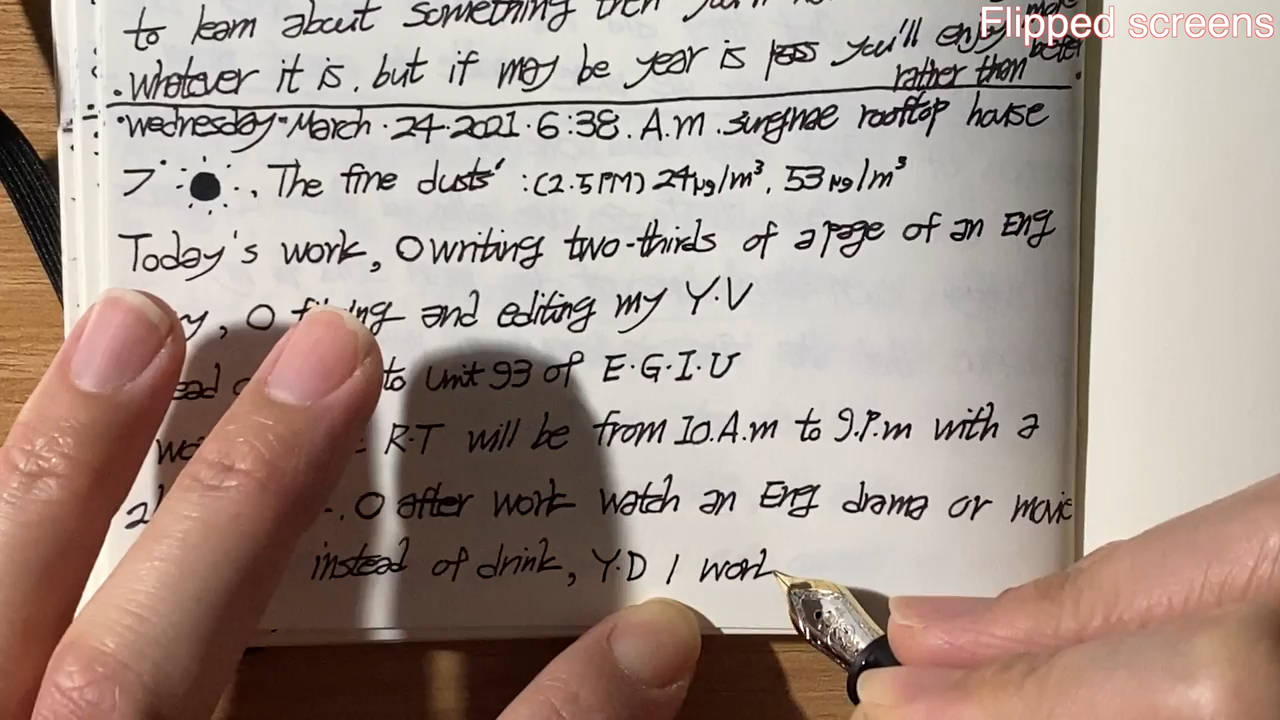 Flipped screens
to learn about something then you'll
more
whatever it is. but if may be year is pass you'll enjoy better
rather than
Wednesday March. 24. 2021. 6:38. A.m. rooftop house
7°. The fine dusts' : (2.5PM) 24μg/m³, 53μg/m³
Today's work, O writing two-thirds of a page of an Eng
O and editing my Y.V
to Unit 93 of E.G.I.U
R.T will be from 10.A.m to 9.P.m with a
O after work watch an Eng drama or movie
instead of drink, Y.D I work